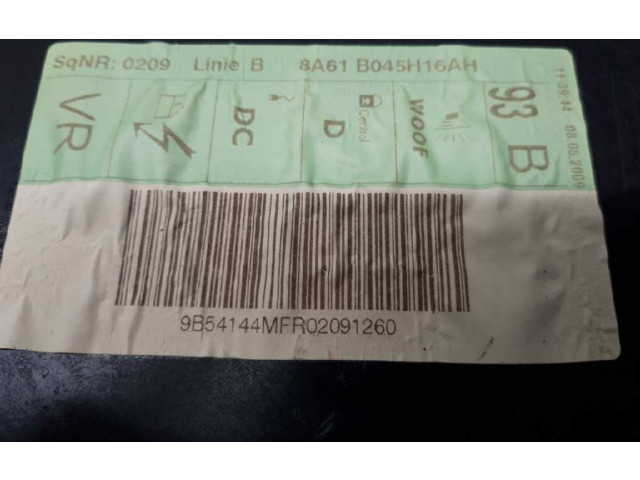 SqNR: 0209 Linie B 8A61 B045H16AH
VR
DC
Central
D
WOOF
93 B
11:39:44 08.05.2009
9B54144MFR02091260